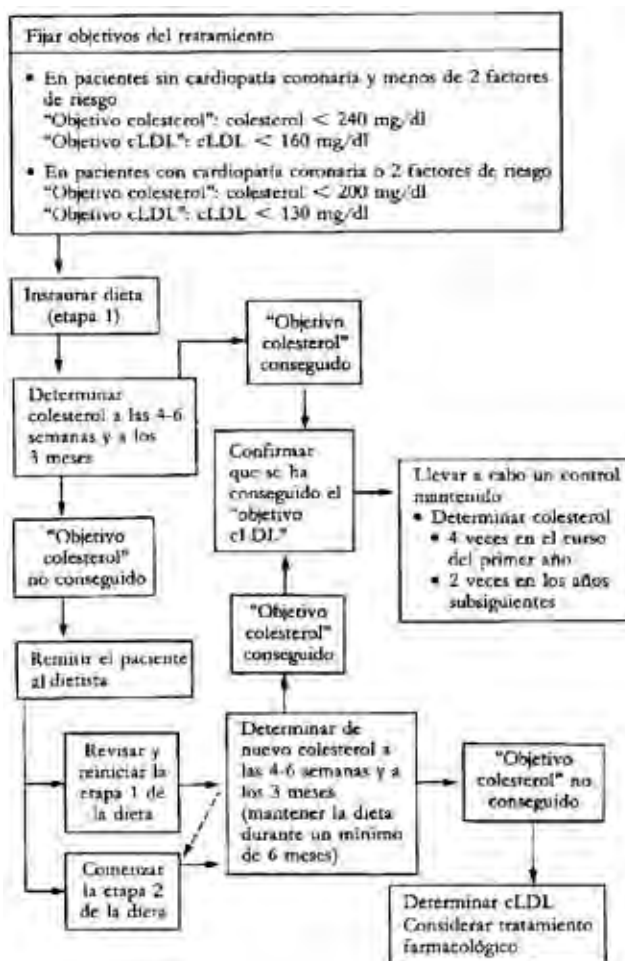 Fijar objetivos del tratamiento
• En pacientes sin cardiopatía coronaria y menos de 2 factores
de riesgo
"Objetivo colesterol": colesterol < 240 mg/dl
"Objetivo cLDL": cLDL < 160 mg/dl
• En pacientes con cardiopatía coronaria o 2 factores de riesgo
"Objetivo colesterol": colesterol < 200 mg/dl
"Objetivo cLDL": cLDL < 130 mg/dl
Instaurar dieta
(etapa 1)
"Objetivo
colesterol"
conseguido
Determinar
colesterol a las 4-6
semanas y a los
3 meses
Confirmar
que se ha
conseguido el
"objetivo
cLDL"
Llevar a cabo un control
mantenido
• Determinar colesterol
• 4 veces en el curso
del primer año
• 2 veces en los años
subsiguientes
"Objetivo
colesterol"
no conseguido
"Objetivo
colesterol"
conseguido
Remitir el paciente
al dietista
Revisar y
reiniciar la
etapa 1 de
la dieta
Determinar de
nuevo colesterol a
las 4-6 semanas y a
los 3 meses
(mantener la dieta
durante un mínimo
de 6 meses)
"Objetivo
colesterol" no
conseguido
Comenzar
la etapa 2
de la dieta
Determinar cLDL
Considerar tratamiento
farmacológico